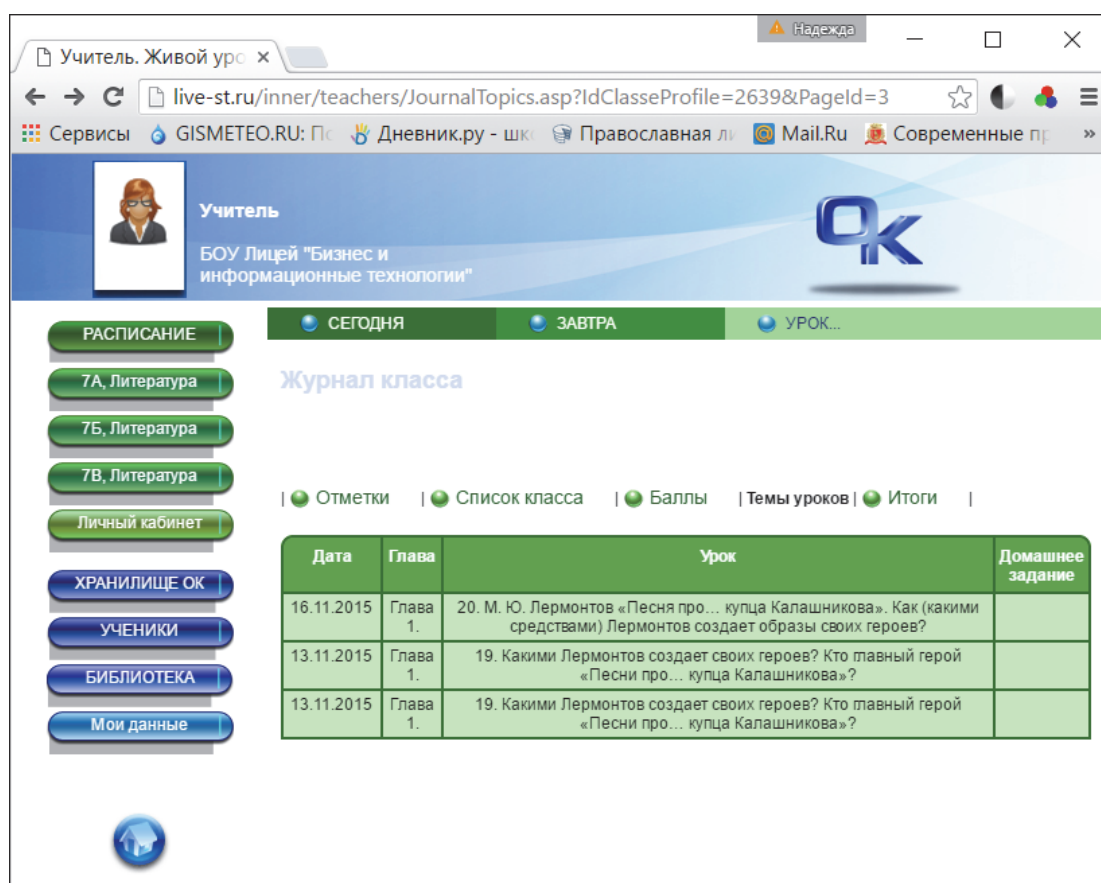 Надежда
Учитель. Живой уро
live-st.ru/inner/teachers/JournalTopics.asp?IdClasseProfile=2639&PageId=3
Сервисы GISMETEO.RU: По Дневник.ру - шко Православная ли Mail.Ru Современные пр »
Учитель
БОУ Лицей "Бизнес и
информационные технологии"
OK
СЕГОДНЯ ЗАВТРА УРОК...
РАСПИСАНИЕ
7А, Литература
7Б, Литература
7В, Литература
Личный кабинет
ХРАНИЛИЩЕ ОК
УЧЕНИКИ
БИБЛИОТЕКА
Мои данные
Журнал класса
| Отметки | Список класса | Баллы | Темы уроков | Итоги |
Дата Глава Урок Домашнее
задание
16.11.2015 Глава 20. М. Ю. Лермонтов «Песня про... купца Калашникова». Как (какими
1. средствами) Лермонтов создает образы своих героев?
13.11.2015 Глава 19. Какими Лермонтов создает своих героев? Кто главный герой
1. «Песни про... купца Калашникова»?
13.11.2015 Глава 19. Какими Лермонтов создает своих героев? Кто главный герой
1. «Песни про... купца Калашникова»?